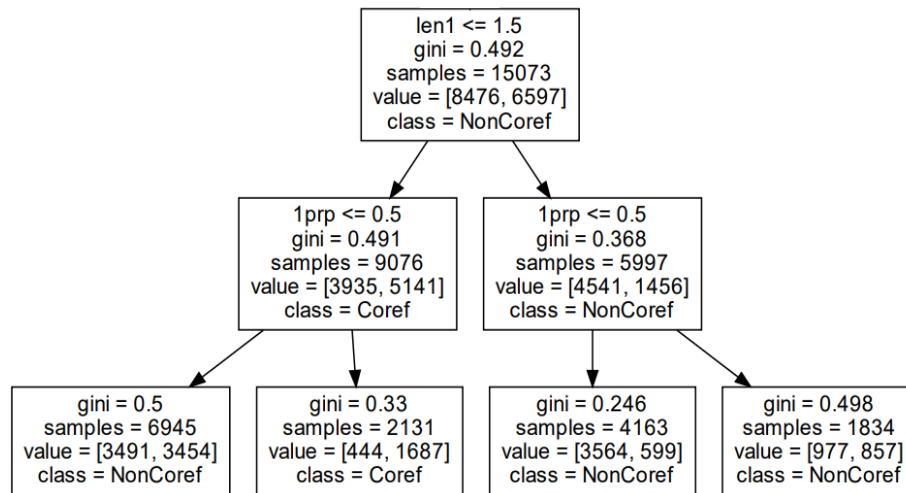 len1 <= 1.5
gini = 0.492
samples = 15073
value = [8476, 6597]
class = NonCoref
1prp <= 0.5
gini = 0.491
samples = 9076
value = [3935, 5141]
class = Coref
1prp <= 0.5
gini = 0.368
samples = 5997
value = [4541, 1456]
class = NonCoref
gini = 0.5
samples = 6945
value = [3491, 3454]
class = NonCoref
gini = 0.33
samples = 2131
value = [444, 1687]
class = Coref
gini = 0.246
samples = 4163
value = [3564, 599]
class = NonCoref
gini = 0.498
samples = 1834
value = [977, 857]
class = NonCoref